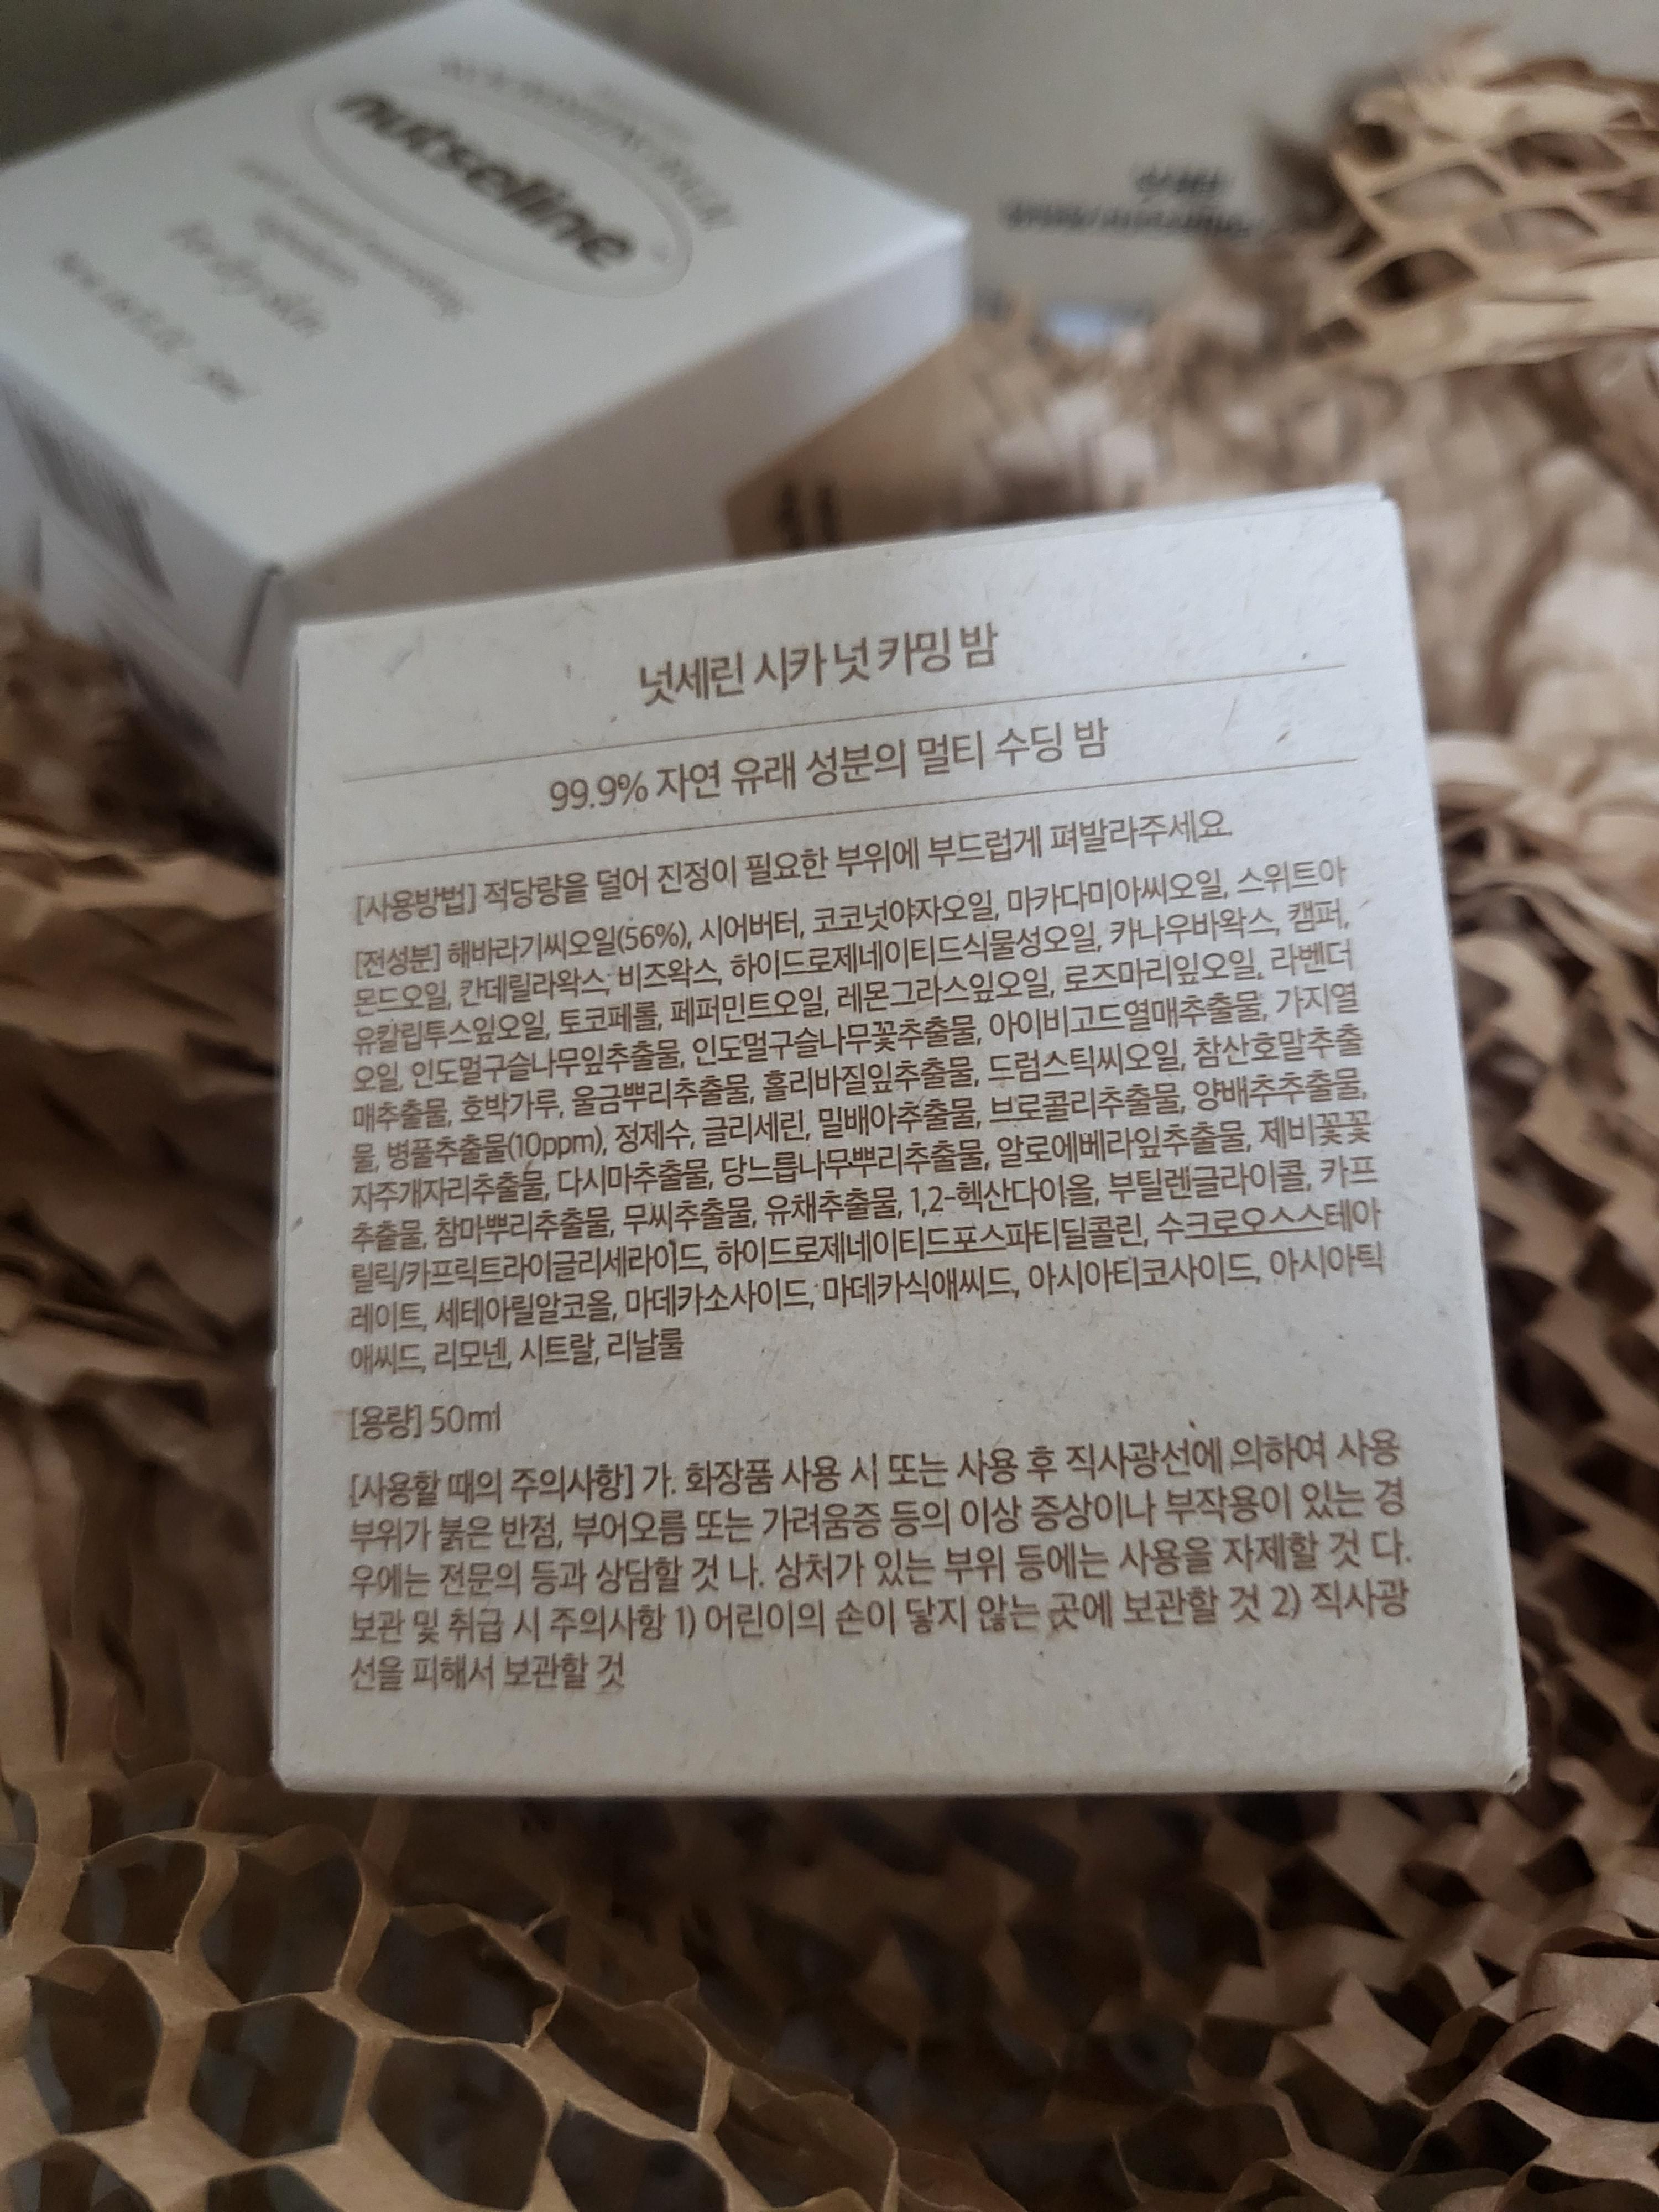 nutselline
for dry skin
넛세린 시카 넛 카밍 밤
99.9% 자연 유래 성분의 멀티 수딩 밤
[사용방법] 적당량을 덜어 진정이 필요한 부위에 부드럽게 펴발라주세요.
[전성분] 해바라기씨오일(56%), 시어버터, 코코넛야자오일, 마카다미아씨오일, 스위트아
몬드오일, 칸데릴라왁스, 비즈왁스, 하이드로제네이티드식물성오일, 카나우바왁스, 캠퍼,
유칼립투스잎오일, 토코페롤, 페퍼민트오일, 레몬그라스잎오일, 로즈마리잎오일, 라벤더
오일, 인도멀구슬나무잎추출물, 인도멀구슬나무꽃추출물, 아이비고드열매추출물, 가지열
매추출물, 호박가루, 울금뿌리추출물, 홀리바질잎추출물, 드럼스틱씨오일, 참산호말추출
물, 병풀추출물(10ppm), 정제수, 글리세린, 밀배아추출물, 브로콜리추출물, 양배추추출물,
자주개자리추출물, 다시마추출물, 당느릅나무뿌리추출물, 알로에베라잎추출물, 제비꽃꽃
추출물, 참마뿌리추출물, 무씨추출물, 유채추출물, 1,2-헥산다이올, 부틸렌글라이콜, 카프
릴릭/카프릭트라이글리세라이드, 하이드로제네이티드포스파티딜콜린, 수크로오스스테아
레이트, 세테아릴알코올, 마데카소사이드, 마데카식애씨드, 아시아티코사이드, 아시아틱
애씨드, 리모넨, 시트랄, 리날룰
[용량] 50ml
[사용할 때의 주의사항] 가. 화장품 사용 시 또는 사용 후 직사광선에 의하여 사용
부위가 붉은 반점, 부어오름 또는 가려움증 등의 이상 증상이나 부작용이 있는 경
우에는 전문의 등과 상담할 것 나. 상처가 있는 부위 등에는 사용을 자제할 것 다.
보관 및 취급 시 주의사항 1) 어린이의 손이 닿지 않는 곳에 보관할 것 2) 직사광
선을 피해서 보관할 것